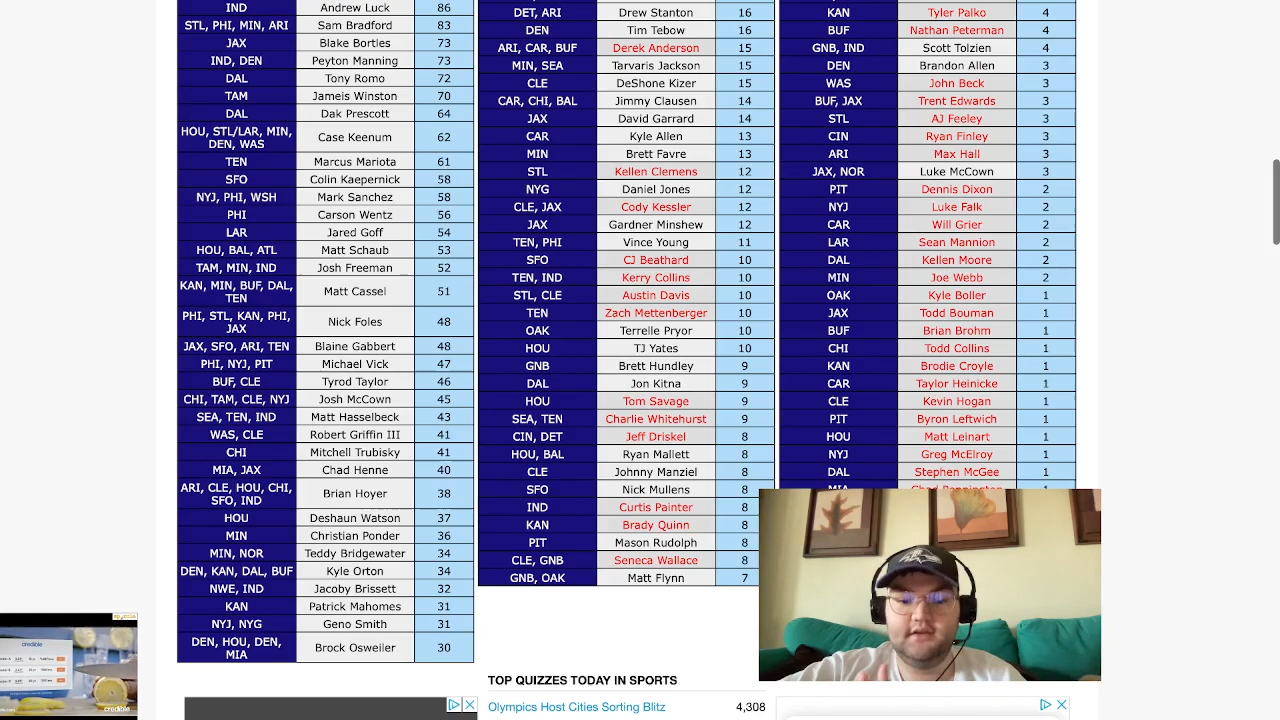 IND Andrew Luck 86
STL, PHI, MIN, ARI Sam Bradford 83
JAX Blake Bortles 73
IND, DEN Peyton Manning 73
DAL Tony Romo 72
TAM Jameis Winston 70
DAL Dak Prescott 64
HOU, STL/LAR, MIN,
DEN, WAS Case Keenum 62
TEN Marcus Mariota 61
SFO Colin Kaepernick 58
NYJ, PHI, WSH Mark Sanchez 58
PHI Carson Wentz 56
LAR Jared Goff 54
HOU, BAL, ATL Matt Schaub 53
TAM, MIN, IND Josh Freeman 52
KAN, MIN, BUF, DAL,
TEN Matt Cassel 51
PHI, STL, KAN, PHI,
JAX Nick Foles 48
JAX, SFO, ARI, TEN Blaine Gabbert 48
PHI, NYJ, PIT Michael Vick 47
BUF, CLE Tyrod Taylor 46
CHI, TAM, CLE, NYJ Josh McCown 45
SEA, TEN, IND Matt Hasselbeck 43
WAS, CLE Robert Griffin III 41
CHI Mitchell Trubisky 41
MIA, JAX Chad Henne 40
ARI, CLE, HOU, CHI,
SFO, IND Brian Hoyer 38
HOU Deshaun Watson 37
MIN Christian Ponder 36
MIN, NOR Teddy Bridgewater 34
DEN, KAN, DAL, BUF Kyle Orton 34
NWE, IND Jacoby Brissett 32
KAN Patrick Mahomes 31
NYJ, NYG Geno Smith 31
DEN, HOU, DEN,
MIA Brock Osweiler 30
DET, ARI Drew Stanton 16
DEN Tim Tebow 16
ARI, CAR, BUF Derek Anderson 15
MIN, SEA Tarvaris Jackson 15
CLE DeShone Kizer 15
CAR, CHI, BAL Jimmy Clausen 14
JAX David Garrard 14
CAR Kyle Allen 13
MIN Brett Favre 13
STL Kellen Clemens 12
NYG Daniel Jones 12
CLE, JAX Cody Kessler 12
JAX Gardner Minshew 12
TEN, PHI Vince Young 11
SFO CJ Beathard 10
TEN, IND Kerry Collins 10
STL, CLE Austin Davis 10
TEN Zach Mettenberger 10
OAK Terrelle Pryor 10
HOU TJ Yates 10
GNB Brett Hundley 9
DAL Jon Kitna 9
HOU Tom Savage 9
SEA, TEN Charlie Whitehurst 9
CIN, DET Jeff Driskel 8
HOU, BAL Ryan Mallett 8
CLE Johnny Manziel 8
SFO Nick Mullens 8
IND Curtis Painter 8
KAN Brady Quinn 8
PIT Mason Rudolph 8
CLE, GNB Seneca Wallace 8
GNB, OAK Matt Flynn 7
KAN Tyler Palko 4
BUF Nathan Peterman 4
GNB, IND Scott Tolzien 4
DEN Brandon Allen 3
WAS John Beck 3
BUF, JAX Trent Edwards 3
STL AJ Feeley 3
CIN Ryan Finley 3
ARI Max Hall 3
JAX, NOR Luke McCown 3
PIT Dennis Dixon 2
NYJ Luke Falk 2
CAR Will Grier 2
LAR Sean Mannion 2
DAL Kellen Moore 2
MIN Joe Webb 2
OAK Kyle Boller 1
JAX Todd Bouman 1
BUF Brian Brohm 1
CHI Todd Collins 1
KAN Brodie Croyle 1
CAR Taylor Heinicke 1
CLE Kevin Hogan 1
PIT Byron Leftwich 1
HOU Matt Leinart 1
NYJ Greg McElroy 1
DAL Stephen McGee 1
TOP QUIZZES TODAY IN SPORTS
Olympics Host Cities Sorting Blitz 4,308
credible
credible